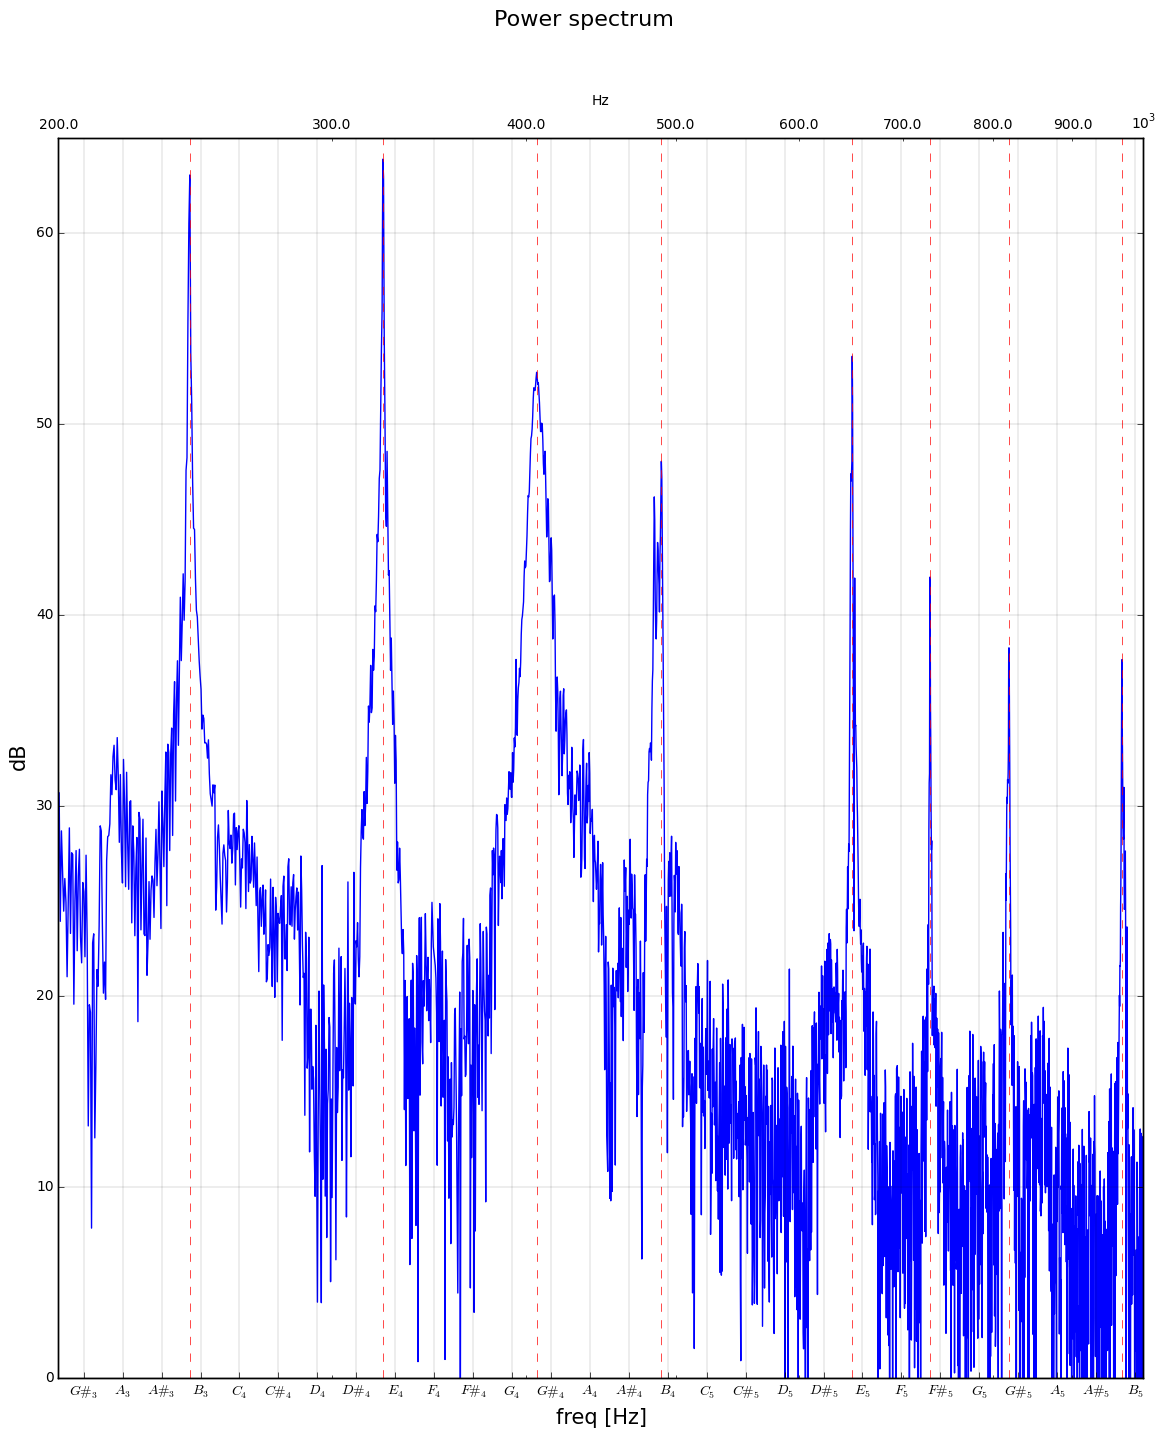 Power spectrum
Hz
200.0 300.0 400.0 500.0 600.0 700.0 800.0 900.0 10³
60
50
40
30
20
10
0
dB
G#₃ A₃ A#₃ B₃ C₄ C#₄ D₄ D#₄ E₄ F₄ F#₄ G₄ G#₄ A₄ A#₄ B₄ C₅ C#₅ D₅ D#₅ E₅ F₅ F#₅ G₅ G#₅ A₅ A#₅ B₅
freq [Hz]